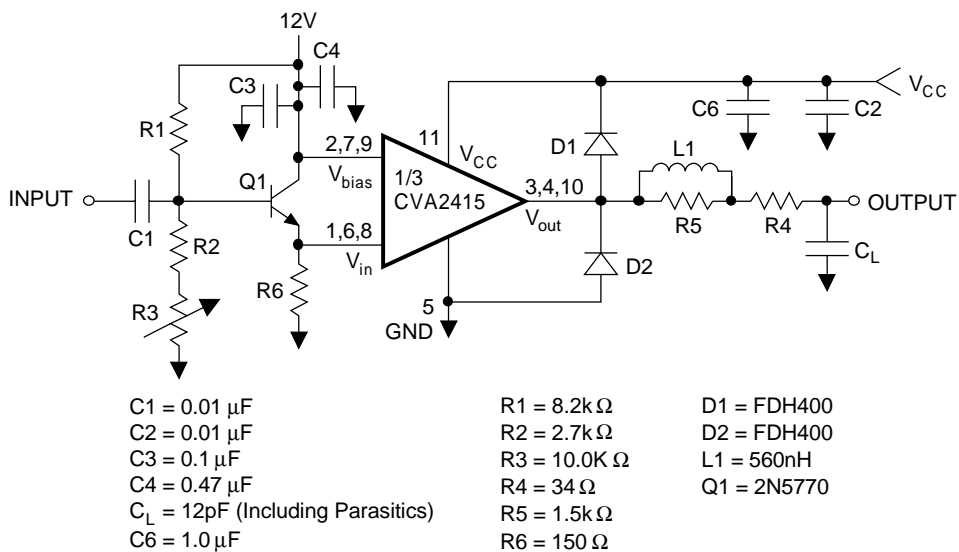 12V
C4
C3
V_CC
R1
11
C6
C2
D1
L1
2,7,9
V_CC
Q1
V_bias
1/3
CVA2415
3,4,10
INPUT
OUTPUT
V_out
R5
R4
C1
R2
1,6,8
V_in
D2
C_L
R6
R3
5
GND
C1 = 0.01 μF
C2 = 0.01 μF
C3 = 0.1 μF
C4 = 0.47 μF
C_L = 12pF (Including Parasitics)
C6 = 1.0 μF
R1 = 8.2k Ω
R2 = 2.7k Ω
R3 = 10.0K Ω
R4 = 34 Ω
R5 = 1.5k Ω
R6 = 150 Ω
D1 = FDH400
D2 = FDH400
L1 = 560nH
Q1 = 2N5770